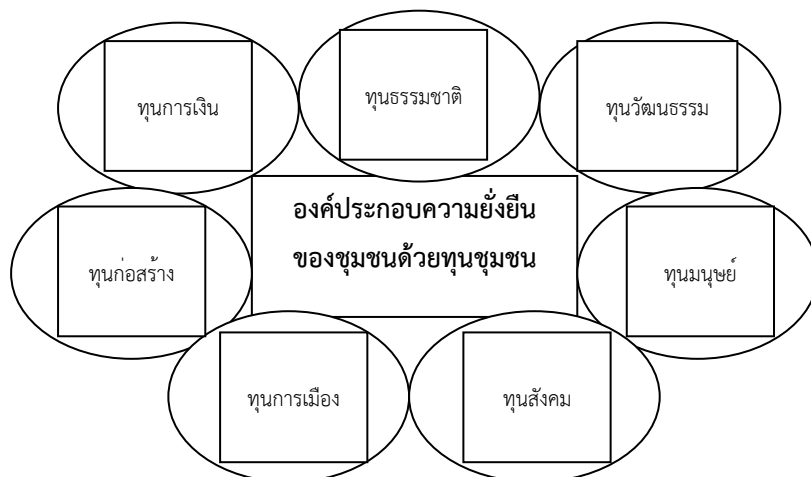 ทุนการเงิน
ทุนธรรมชาติ
ทุนวัฒนธรรม
องค์ประกอบความยั่งยืน
ของชุมชนด้วยทุนชุมชน
ทุนก่อสร้าง
ทุนมนุษย์
ทุนการเมือง
ทุนสังคม